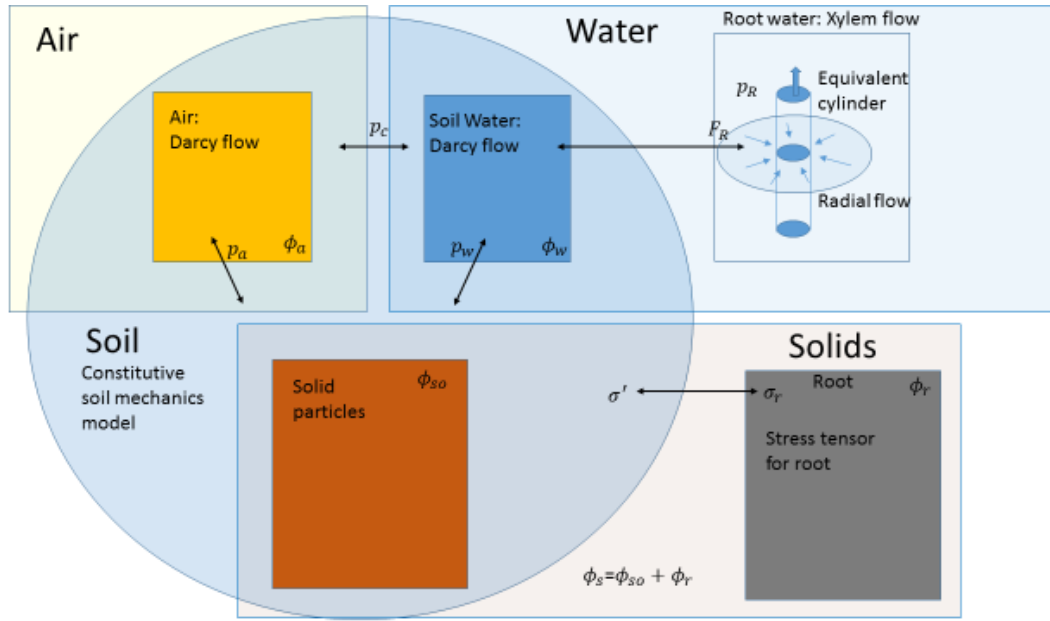 Air
Water
Root water: Xylem flow
Air:
Darcy flow
p_c
Soil Water:
Darcy flow
F_R
p_R
Equivalent
cylinder
Radial flow
p_a
ϕ_a
p_w
ϕ_w
Soil
Constitutive
soil mechanics
model
Solids
Solid
particles
ϕ_so
σ'
σ_r
Root
ϕ_r
Stress tensor
for root
ϕ_s=ϕ_so + ϕ_r